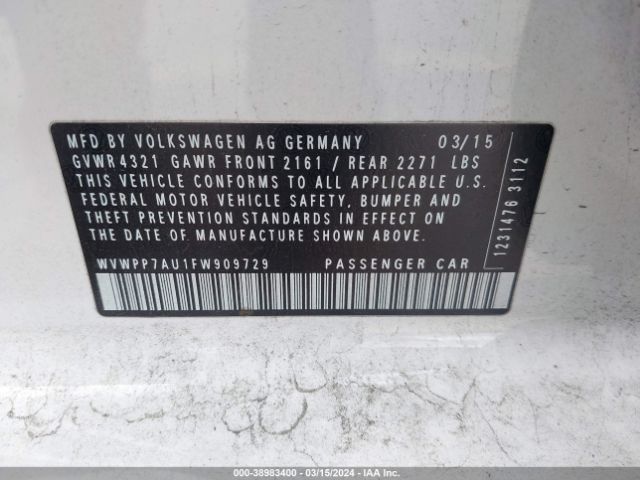 MFD BY VOLKSWAGEN AG GERMANY 03/15
GVWR 4321 GAWR FRONT 2161 / REAR 2271 LBS
THIS VEHICLE CONFORMS TO ALL APPLICABLE U.S.
FEDERAL MOTOR VEHICLE SAFETY, BUMPER AND
THEFT PREVENTION STANDARDS IN EFFECT ON
THE DATE OF MANUFACTURE SHOWN ABOVE.
WVWPP7AU1FW909729 PASSENGER CAR
1231476 3112
000-38983400 - 03/15/2024 - IAA Inc.